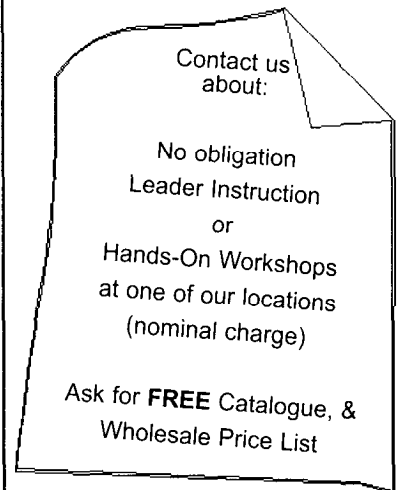 Contact us
about:
No obligation
Leader Instruction
or
Hands-On Workshops
at one of our locations
(nominal charge)
Ask for FREE Catalogue, &
Wholesale Price List